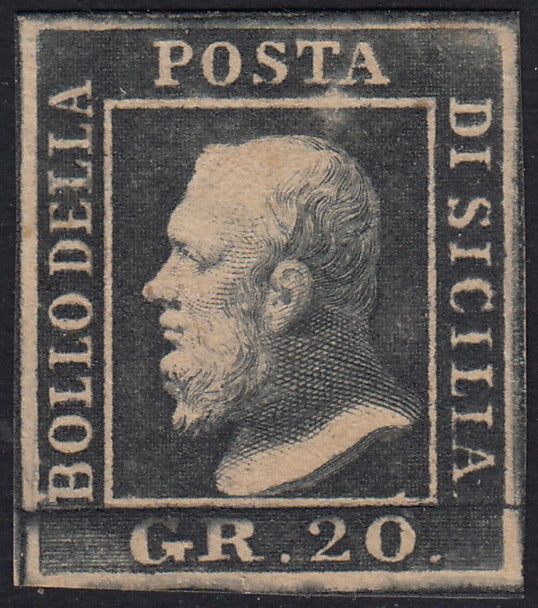 BOLLO DELLA
POSTA
DI SICILIA
GR. 20.